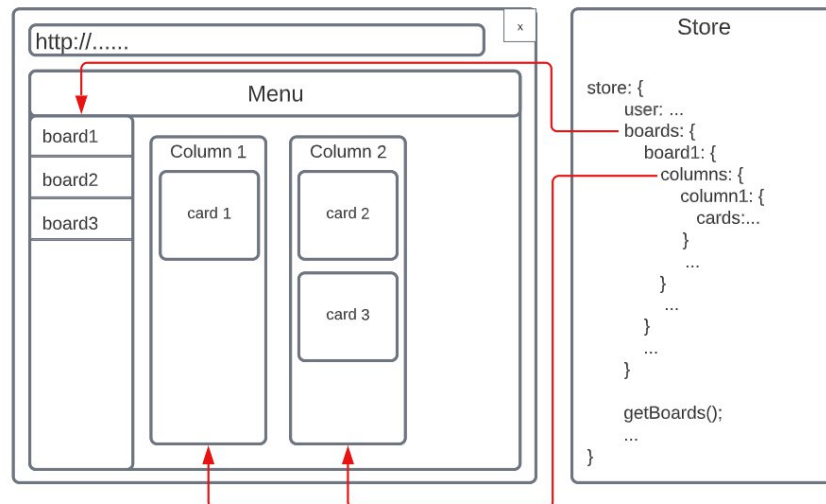 x
http://......
Menu
board1
board2
board3
Column 1
card 1
Column 2
card 2
card 3
Store
store: {
user: ...
boards: {
board1: {
columns: {
column1: {
cards:...
}
...
}
...
}
...
}
getBoards();
...
}